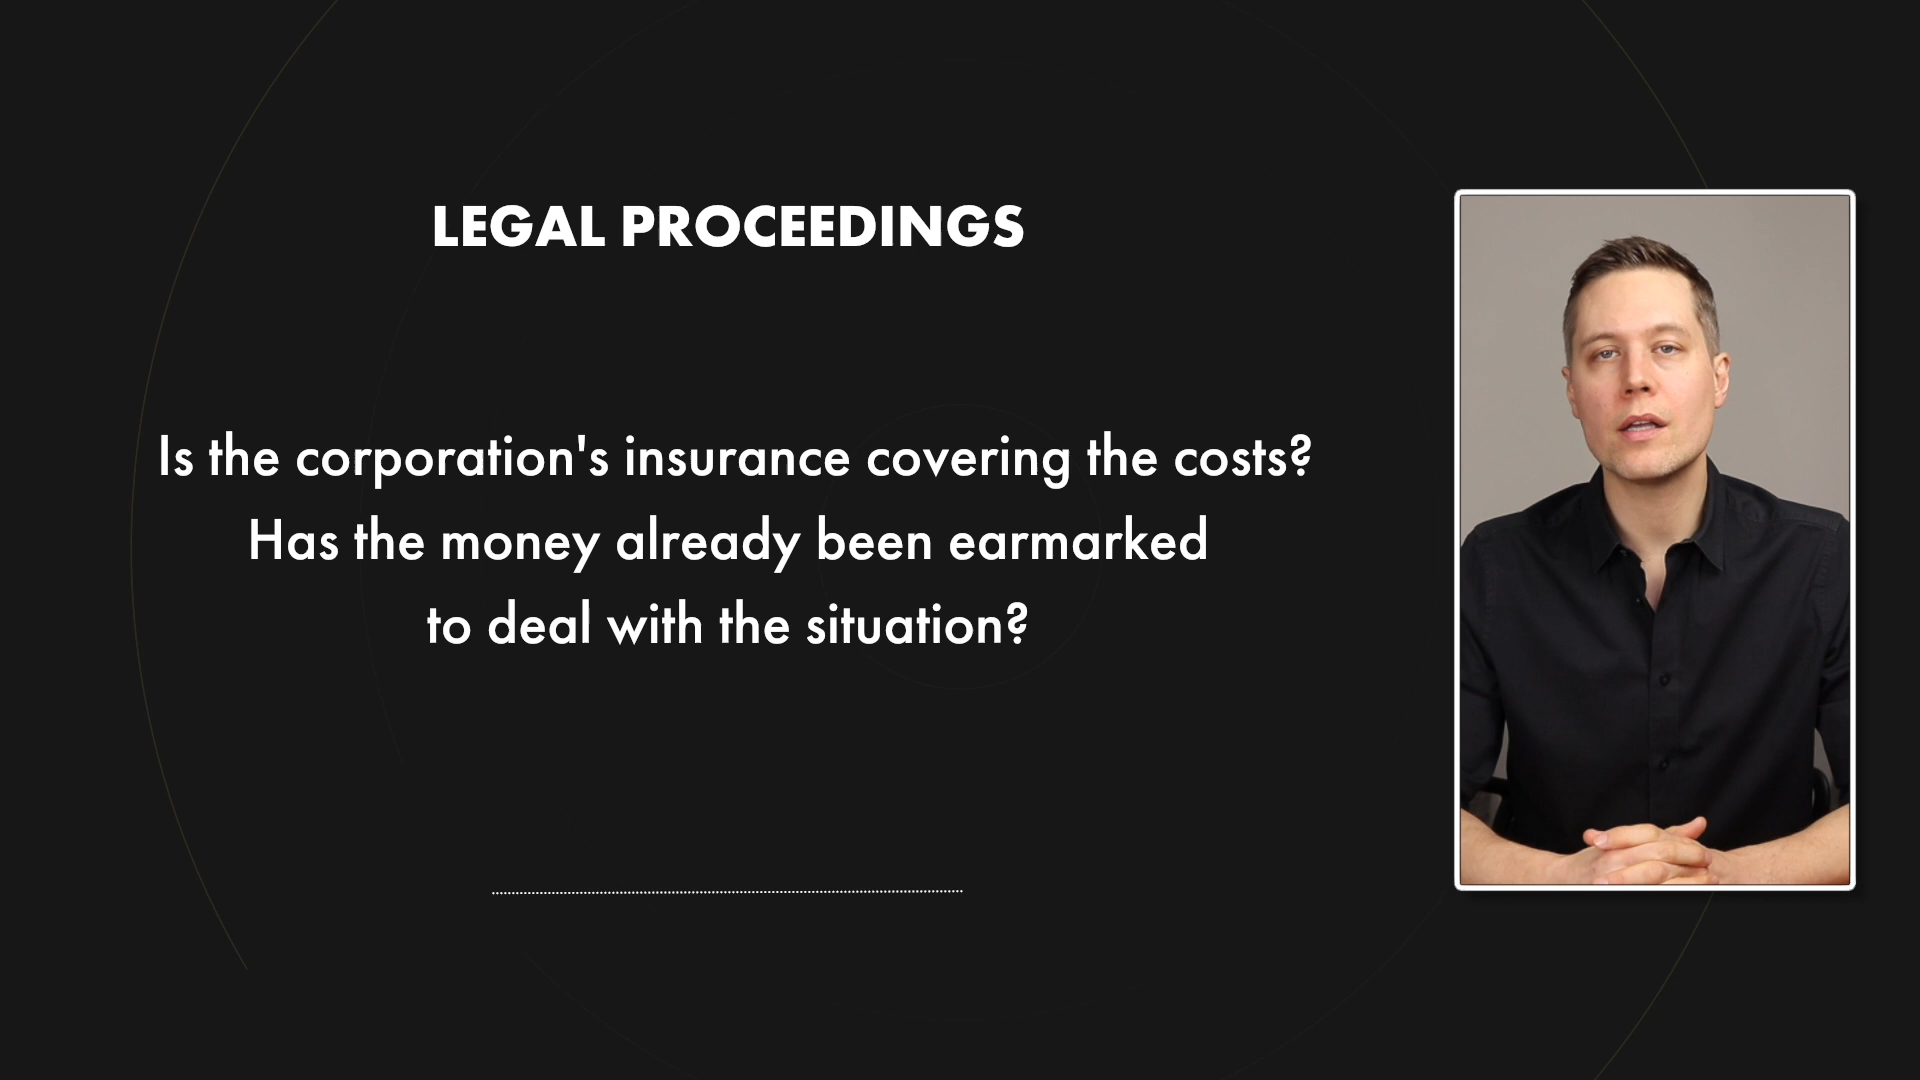 LEGAL PROCEEDINGS
Is the corporation's insurance covering the costs?
Has the money already been earmarked
to deal with the situation?